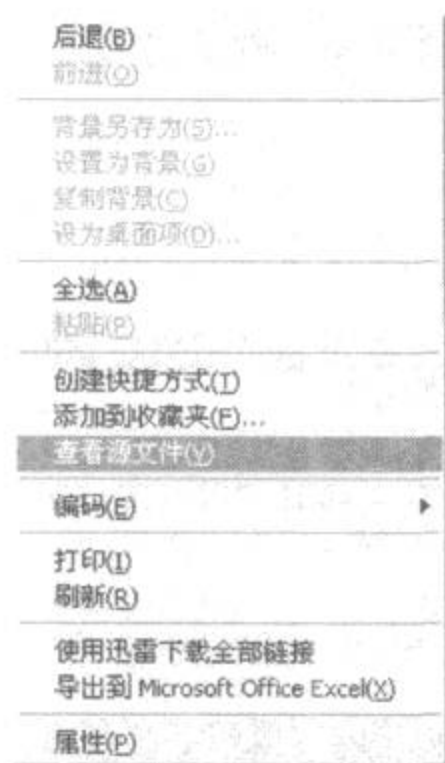 后退(B)
前进(O)
背景另存为(S)...
设置为背景(G)
复制背景(C)
设为桌面项(D)...
全选(A)
粘贴(P)
创建快捷方式(T)
添加到收藏夹(F)...
查看源文件(V)
编码(E)
打印(I)
刷新(R)
使用迅雷下载全部链接
导出到 Microsoft Office Excel(X)
属性(P)